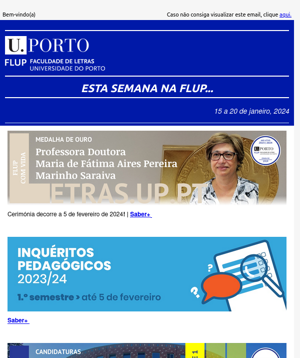 Bem-vindo(a)
Caso não consiga visualizar este email, clique aqui
U. PORTO
FLUP FACULDADE DE LETRAS
UNIVERSIDADE DO PORTO
ESTA SEMANA NA FLUP...
15 a 20 de janeiro, 2024
FLUP
COM VIDA
MEDALHA DE OURO
Professora Doutora
Maria de Fátima Aires Pereira
Marinho Saraiva
LETRAS.UP.PT
Cerimónia decorre a 5 de fevereiro de 2024! | Saber+
INQUÉRITOS
PEDAGÓGICOS
2023/24
1.º semestre > até 5 de fevereiro
Saber+
CANDIDATURAS